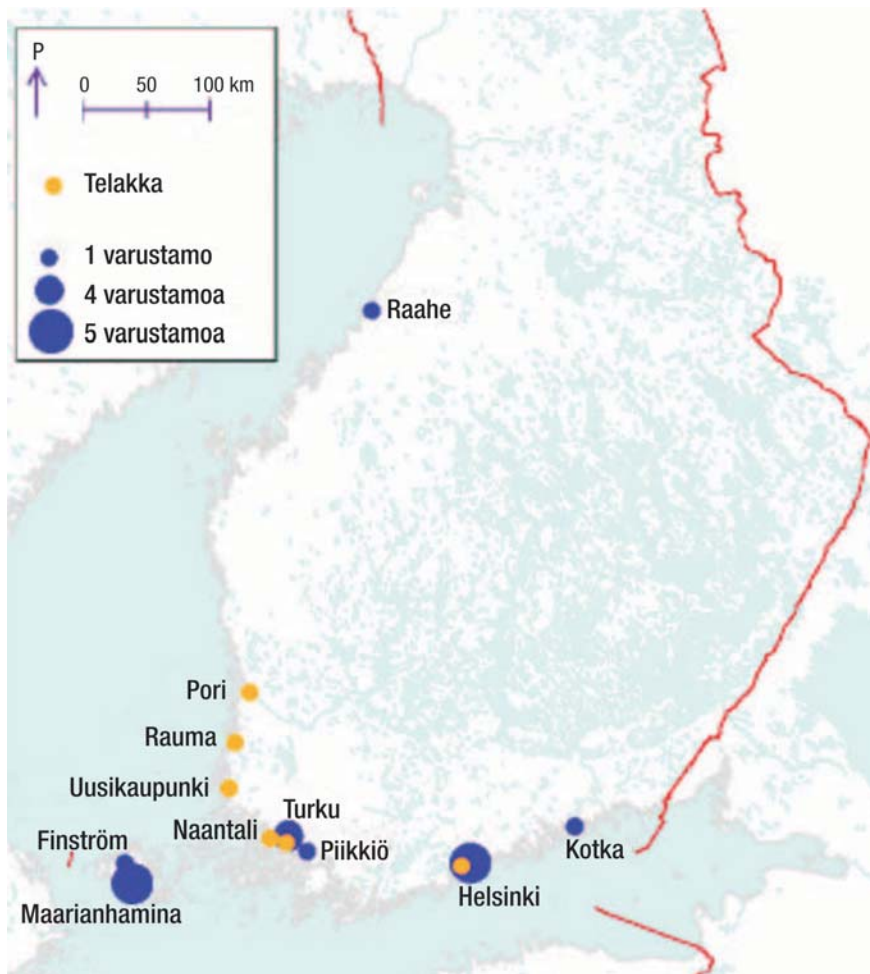 P
0 50 100 km
Telakka
1 varustamo
4 varustamoa
5 varustamoa
Raahe
Pori
Rauma
Uusikaupunki
Turku
Naantali
Finström
Piikkiö
Kotka
Helsinki
Maarianhamina